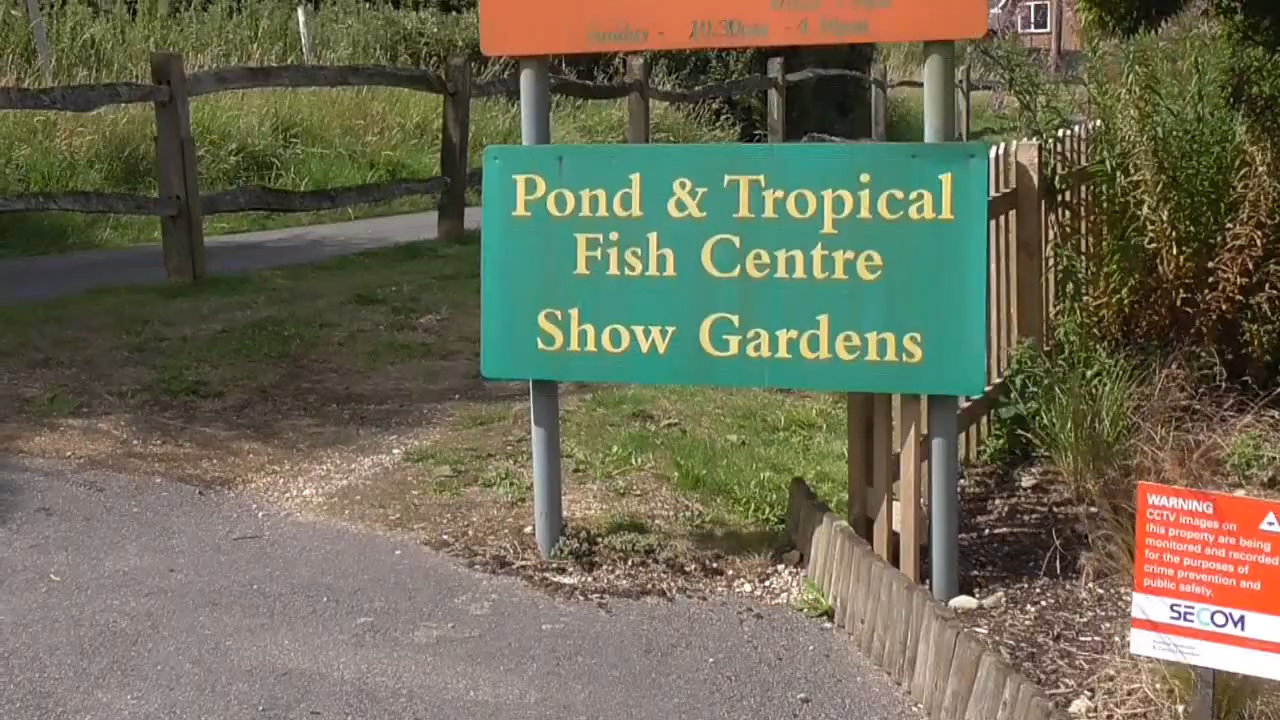 Sunday - 10.30am - 4.30pm
Pond & Tropical
Fish Centre
Show Gardens
WARNING
CCTV images on
this property are being
monitored and recorded
for the purposes of
crime prevention and
public safety.
SECOM